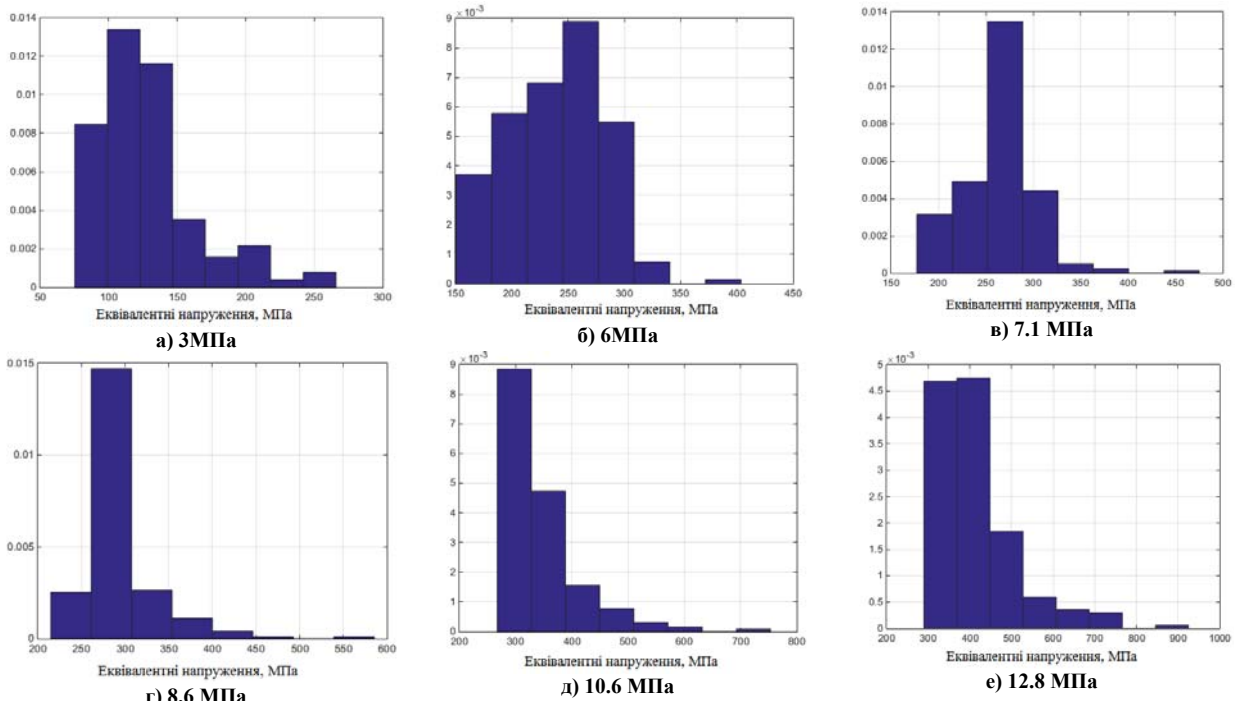 0.014
0.012
0.01
0.008
0.006
0.004
0.002
0
50 100 150 200 250 300
Еквівалентні напруження, МПа
а) 3МПа
9 ×10⁻³
8
7
6
5
4
3
2
1
0
150 200 250 300 350 400 450
Еквівалентні напруження, МПа
б) 6МПа
0.014
0.012
0.01
0.008
0.006
0.004
0.002
0
150 200 250 300 350 400 450 500
Еквівалентні напруження, МПа
в) 7.1 МПа
0.015
0.01
0.005
0
200 250 300 350 400 450 500 550 600
Еквівалентні напруження, МПа
г) 8.6 МПа
9 ×10⁻³
8
7
6
5
4
3
2
1
0
200 300 400 500 600 700 800
Еквівалентні напруження, МПа
д) 10.6 МПа
5 ×10⁻³
4.5
4
3.5
3
2.5
2
1.5
1
0.5
0
200 300 400 500 600 700 800 900 1000
Еквівалентні напруження, МПа
е) 12.8 МПа